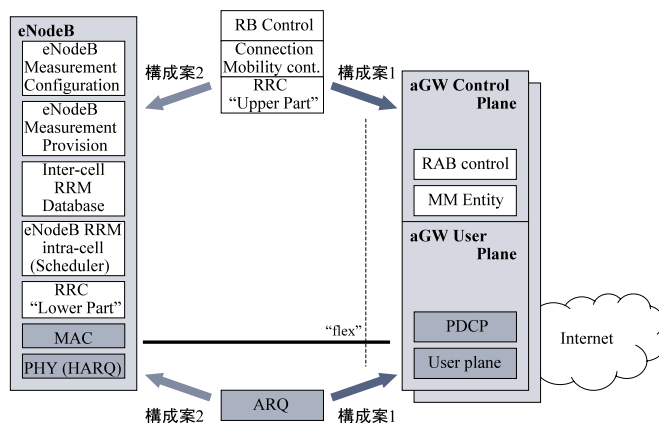 eNodeB
eNodeB
Measurement
Configuration
eNodeB
Measurement
Provision
Inter-cell
RRM
Database
eNodeB RRM
intra-cell
(Scheduler)
RRC
“Lower Part”
MAC
PHY (HARQ)
RB Control
Connection
Mobility cont.
RRC
“Upper Part”
構成案2
構成案1
aGW Control
Plane
RAB control
MM Entity
aGW User
Plane
PDCP
User plane
“flex”
Internet
ARQ
構成案2
構成案1